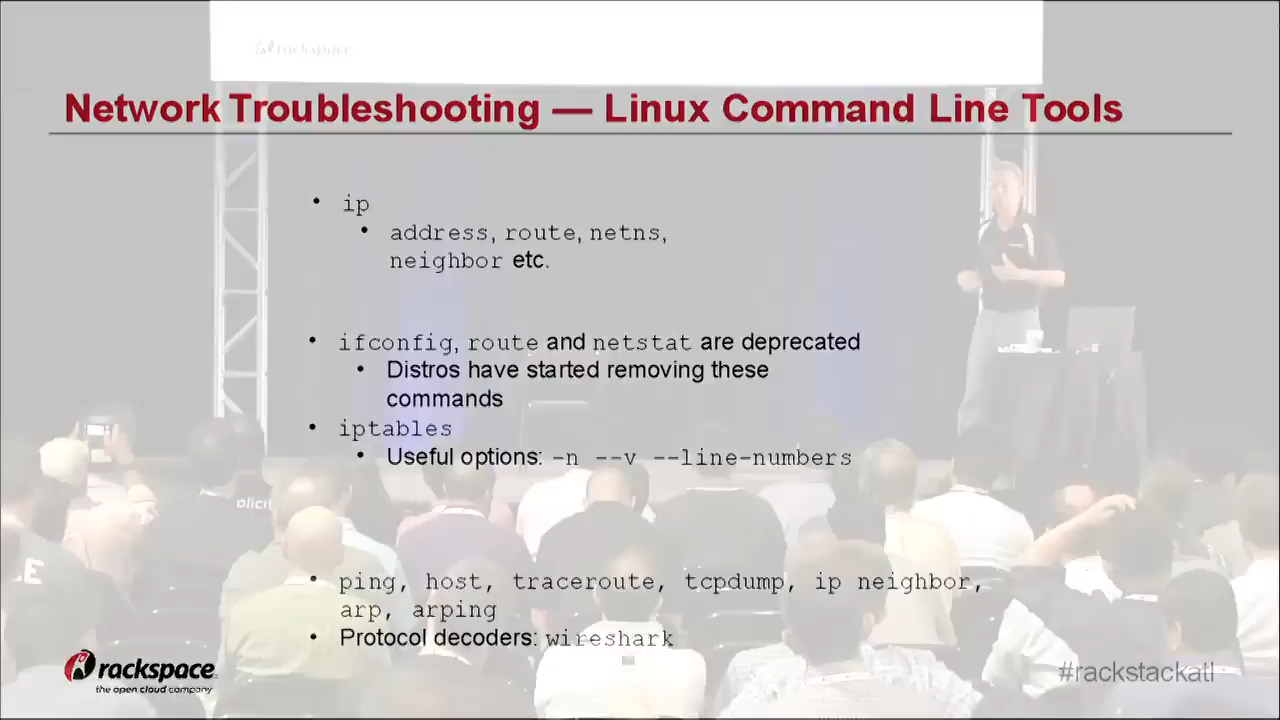 rackspace
Network Troubleshooting — Linux Command Line Tools
• ip
• address, route, netns,
neighbor etc.
• ifconfig, route and netstat are deprecated
• Distros have started removing these
commands
• iptables
• Useful options: -n --v --line-numbers
olicit
E
• ping, host, traceroute, tcpdump, ip neighbor,
arp, arping
• Protocol decoders: wireshark
rackspace.
the open cloud company
#rackstackatl